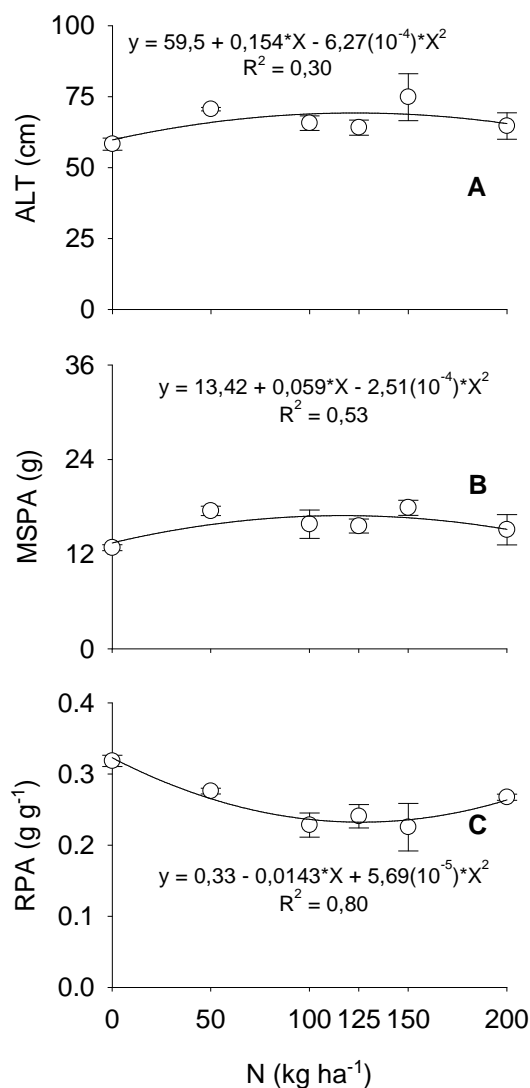 100
y = 59,5 + 0,154*X - 6,27(10⁻⁴)*X²
R² = 0,30
75
50
25
0
ALT (cm)
A
36
y = 13,42 + 0,059*X - 2,51(10⁻⁴)*X²
R² = 0,53
24
12
0
MSPA (g)
B
0.4
0.3
0.2
0.1
0.0
RPA (g g⁻¹)
C
y = 0,33 - 0,0143*X + 5,69(10⁻⁵)*X²
R² = 0,80
0 50 100 125 150 200
N (kg ha⁻¹)